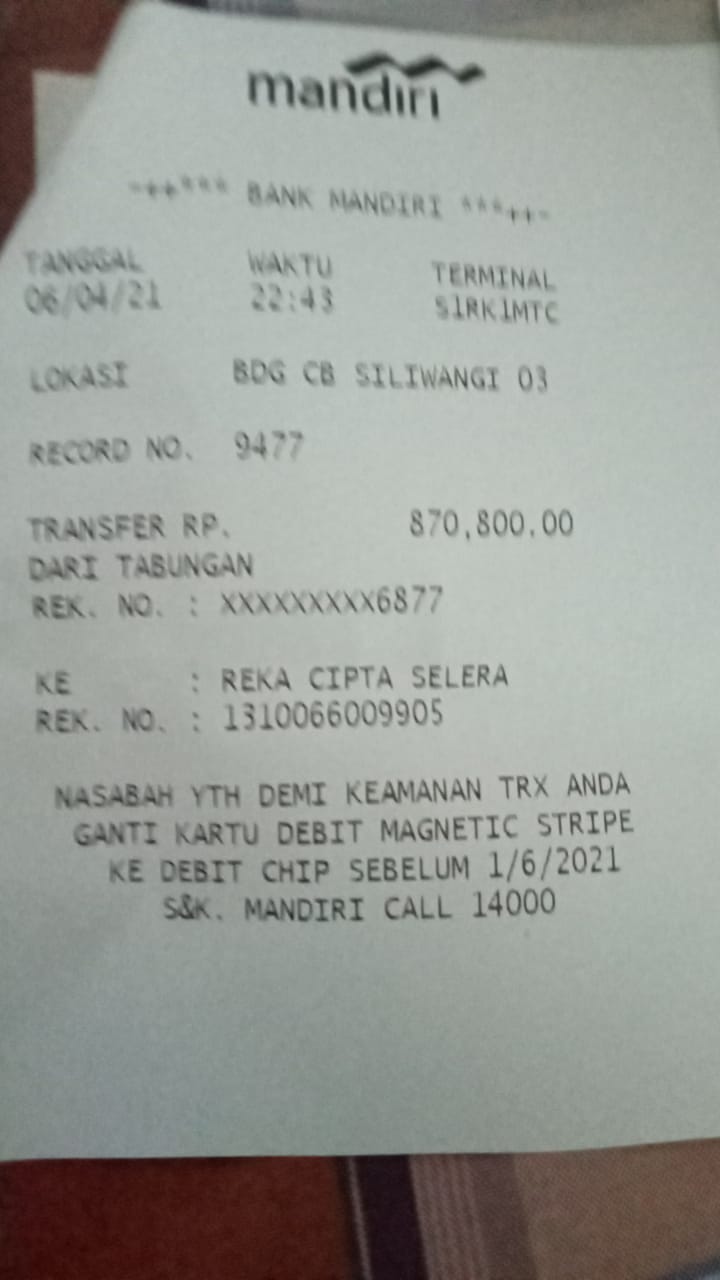 mandiri
-++*** BANK MANDIRI ***++-
TANGGAL WAKTU TERMINAL
06/04/21 22:43 S1RK1MTC
LOKASI BDG CB SILIWANGI 03
RECORD NO. 9477
TRANSFER RP. 870,800.00
DARI TABUNGAN
REK. NO. : XXXXXXXXX6877
KE : REKA CIPTA SELERA
REK. NO. : 1310066009905
NASABAH YTH DEMI KEAMANAN TRX ANDA
GANTI KARTU DEBIT MAGNETIC STRIPE
KE DEBIT CHIP SEBELUM 1/6/2021
S&K. MANDIRI CALL 14000